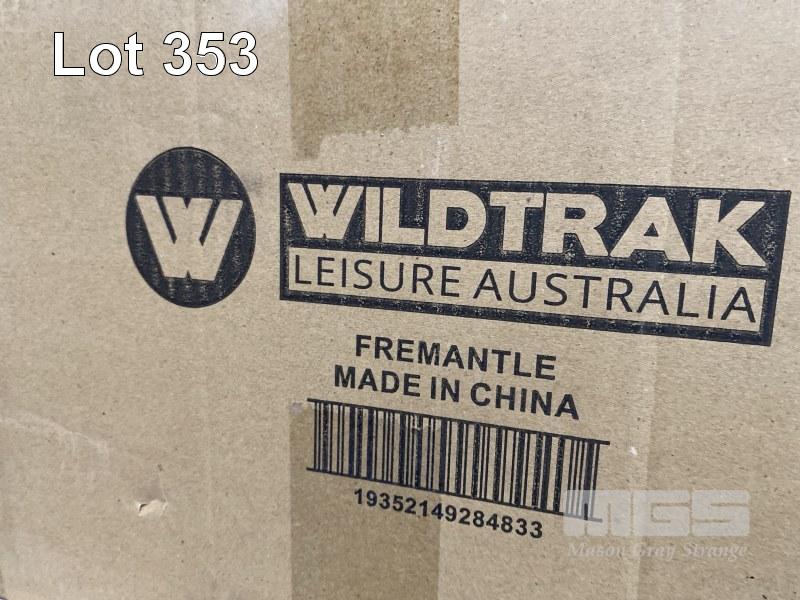 Lot 353
W
WILDTRAK
LEISURE AUSTRALIA
FREMANTLE
MADE IN CHINA
19352149284833
MGS
Mason Gray Strange